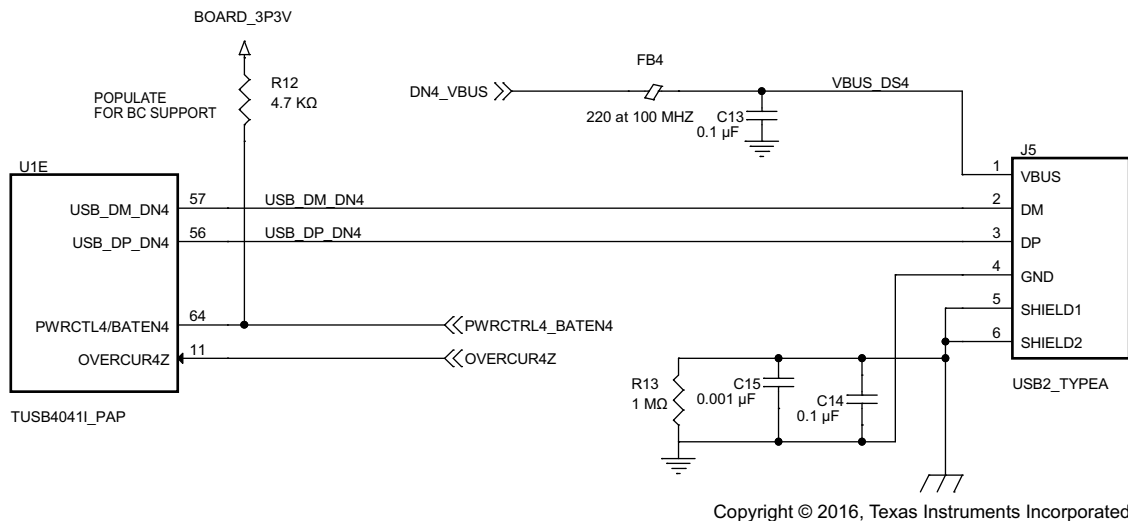 BOARD_3P3V
R12
4.7 KΩ
POPULATE
FOR BC SUPPORT
FB4
DN4_VBUS
220 at 100 MHZ
VBUS_DS4
C13
0.1 µF
U1E
J5
USB_DM_DN4
57
USB_DM_DN4
USB_DP_DN4
56
USB_DP_DN4
PWRCTL4/BATEN4
64
PWRCTRL4_BATEN4
OVERCUR4Z
11
OVERCUR4Z
TUSB4041I_PAP
1
VBUS
2
DM
3
DP
4
GND
5
SHIELD1
6
SHIELD2
USB2_TYPEA
R13
1 MΩ
C15
0.001 µF
C14
0.1 µF
Copyright © 2016, Texas Instruments Incorporated